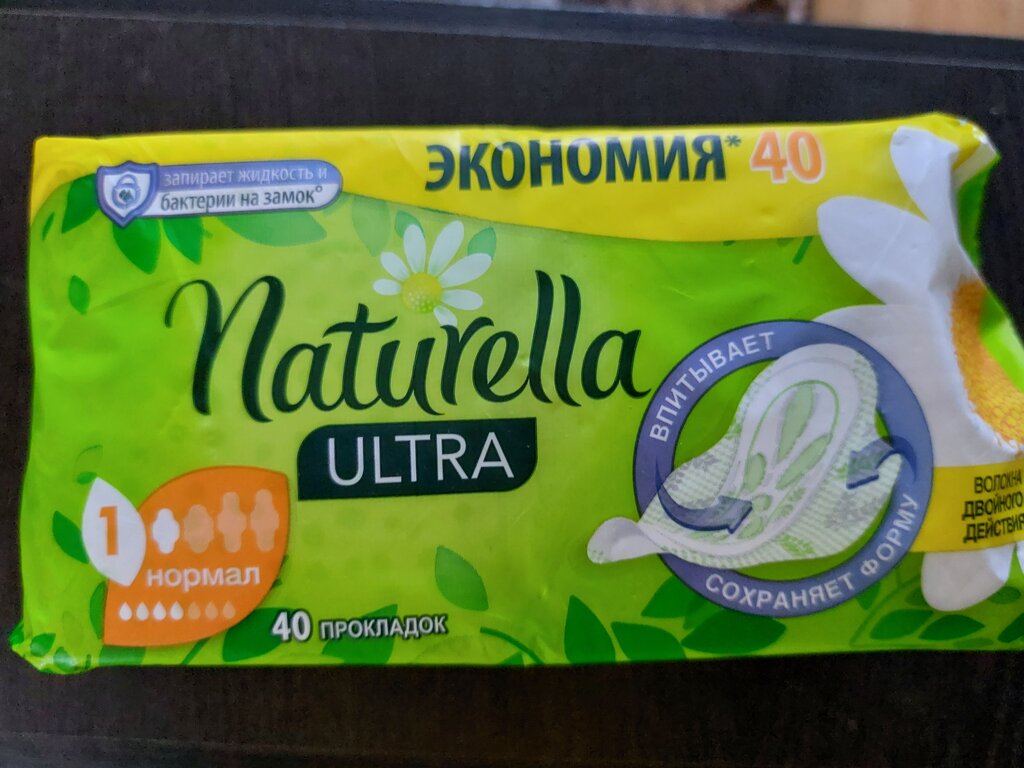 ЭКОНОМИЯ* 40
запирает жидкость и
бактерии на замок°
Naturella
ULTRA
ВПИТЫВАЕТ
СОХРАНЯЕТ ФОРМУ
ВОЛОКНА
ДВОЙНОГО
ДЕЙСТВИЯ
1
нормал
40 ПРОКЛАДОК